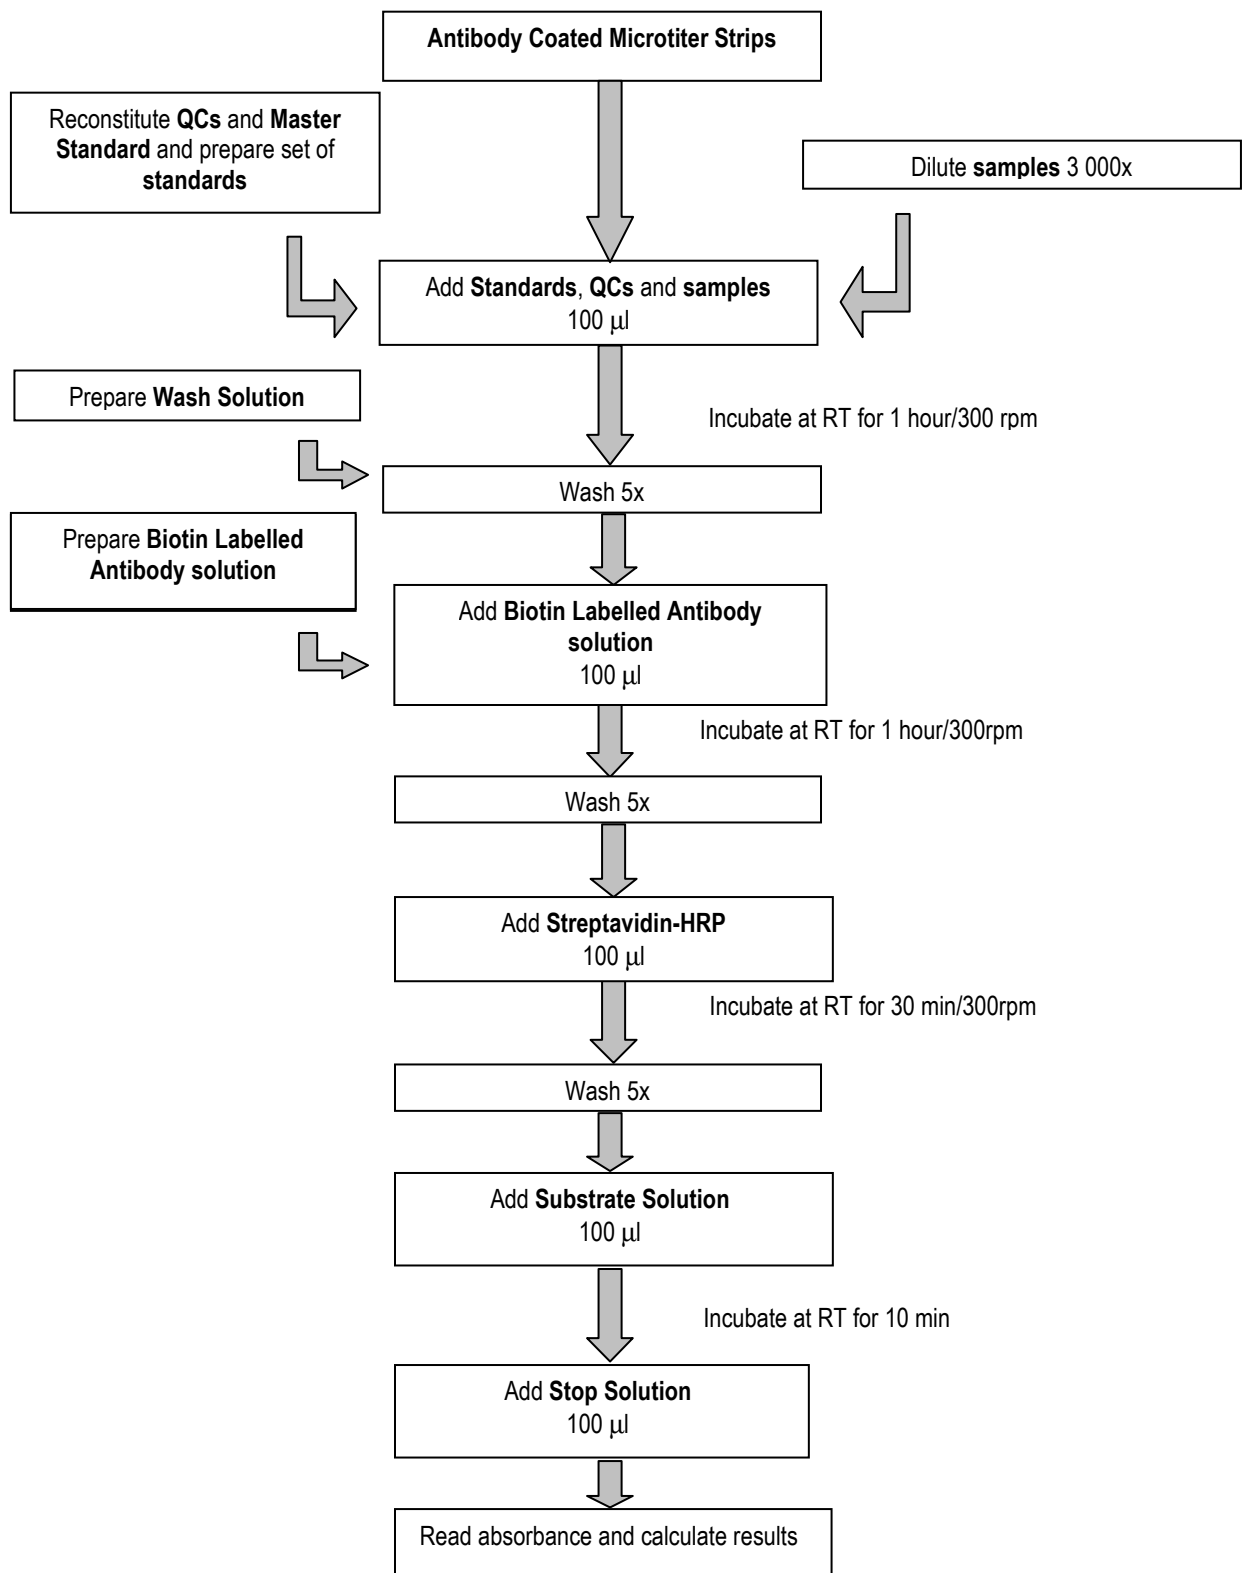 Antibody Coated Microtiter Strips
Reconstitute QCs and Master
Standard and prepare set of
standards
Dilute samples 3 000x
Add Standards, QCs and samples
100 μl
Prepare Wash Solution
Incubate at RT for 1 hour/300 rpm
Wash 5x
Prepare Biotin Labelled
Antibody solution
Add Biotin Labelled Antibody
solution
100 μl
Incubate at RT for 1 hour/300rpm
Wash 5x
Add Streptavidin-HRP
100 μl
Incubate at RT for 30 min/300rpm
Wash 5x
Add Substrate Solution
100 μl
Incubate at RT for 10 min
Add Stop Solution
100 μl
Read absorbance and calculate results